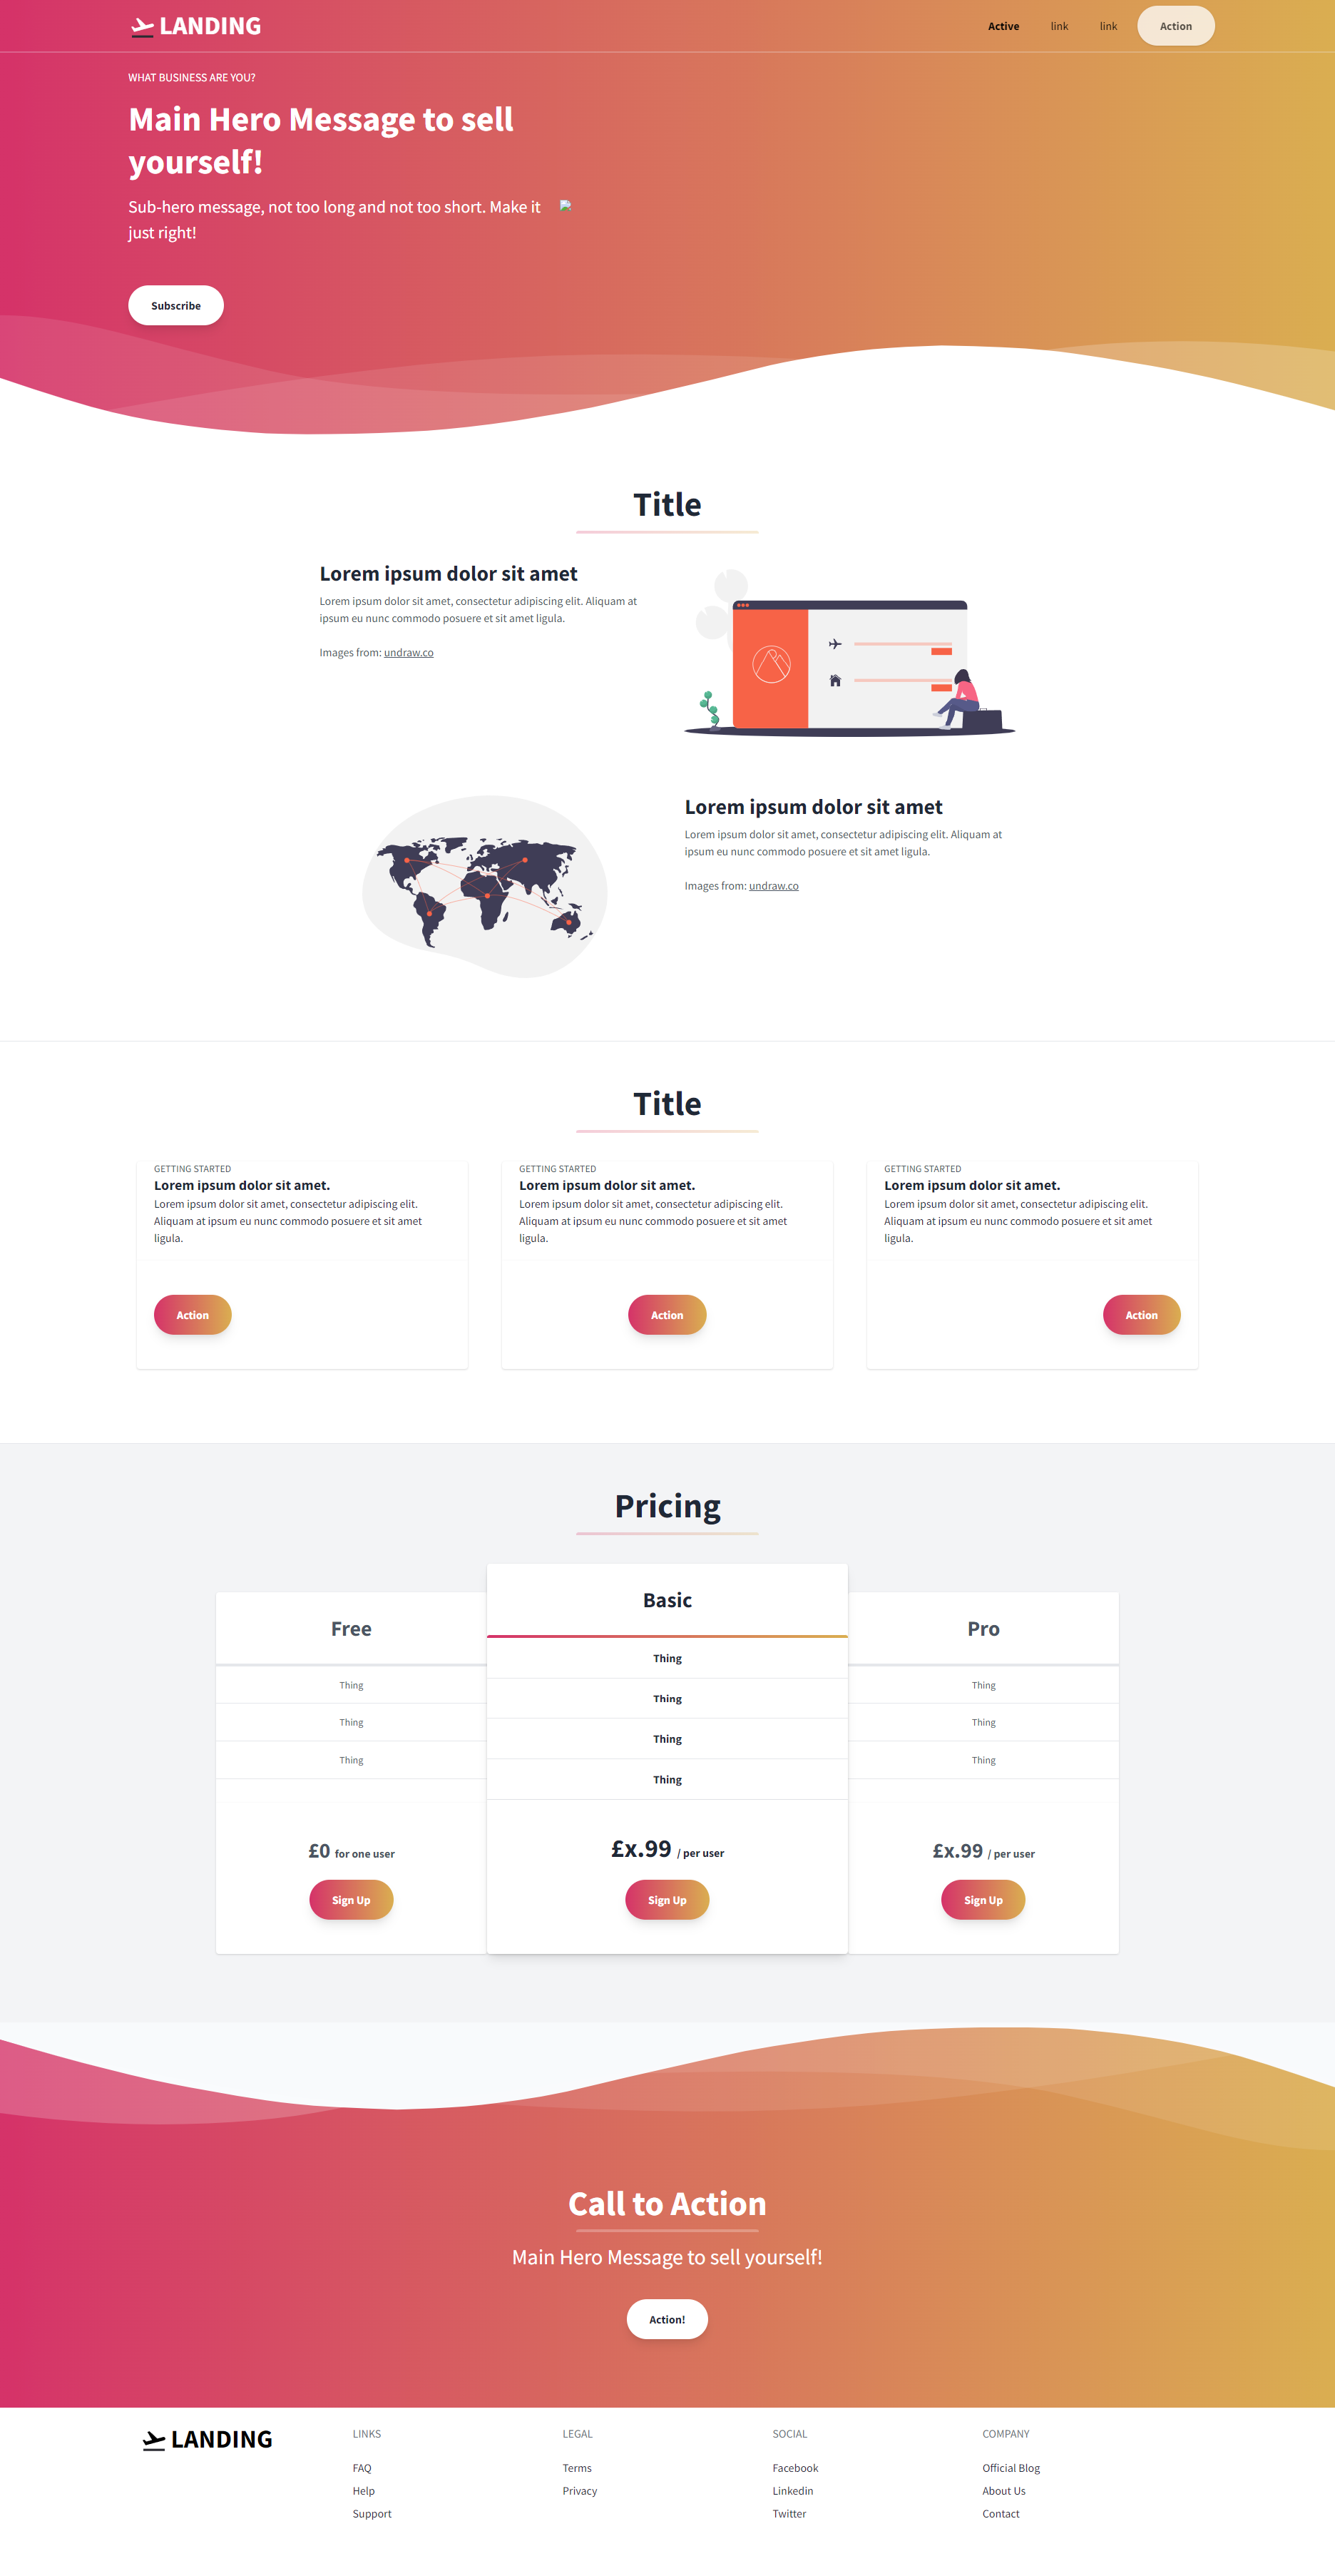 LANDING
Active
link
link
Action
WHAT BUSINESS ARE YOU?
Main Hero Message to sell
yourself!
Sub-hero message, not too long and not too short. Make it
just right!
Subscribe
Title
Lorem ipsum dolor sit amet
Lorem ipsum dolor sit amet, consectetur adipiscing elit. Aliquam at
ipsum eu nunc commodo posuere et sit amet ligula.
Images from: undraw.co
Lorem ipsum dolor sit amet
Lorem ipsum dolor sit amet, consectetur adipiscing elit. Aliquam at
ipsum eu nunc commodo posuere et sit amet ligula.
Images from: undraw.co
Title
GETTING STARTED
Lorem ipsum dolor sit amet.
Lorem ipsum dolor sit amet, consectetur adipiscing elit.
Aliquam at ipsum eu nunc commodo posuere et sit amet
ligula.
Action
GETTING STARTED
Lorem ipsum dolor sit amet.
Lorem ipsum dolor sit amet, consectetur adipiscing elit.
Aliquam at ipsum eu nunc commodo posuere et sit amet
ligula.
Action
GETTING STARTED
Lorem ipsum dolor sit amet.
Lorem ipsum dolor sit amet, consectetur adipiscing elit.
Aliquam at ipsum eu nunc commodo posuere et sit amet
ligula.
Action
Pricing
Free
Thing
Thing
Thing
£0 for one user
Sign Up
Basic
Thing
Thing
Thing
Thing
£x.99 / per user
Sign Up
Pro
Thing
Thing
Thing
£x.99 / per user
Sign Up
Call to Action
Main Hero Message to sell yourself!
Action!
LANDING
LINKS
FAQ
Help
Support
LEGAL
Terms
Privacy
SOCIAL
Facebook
Linkedin
Twitter
COMPANY
Official Blog
About Us
Contact